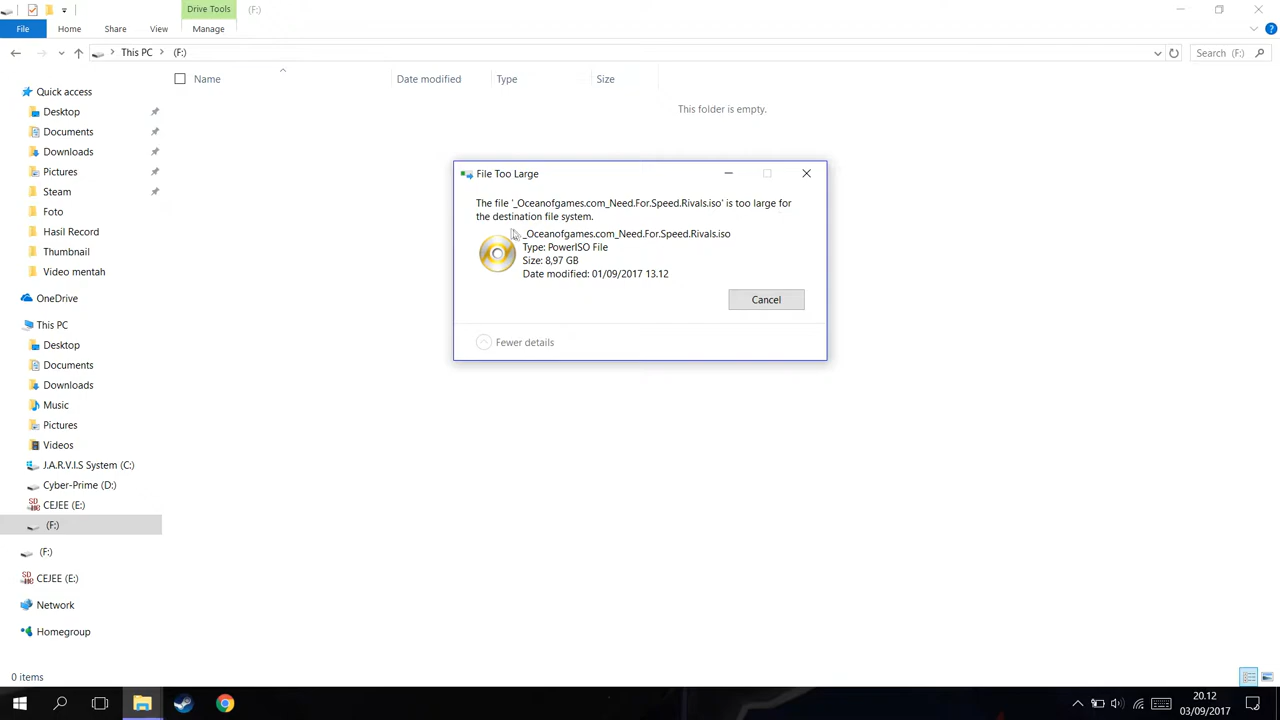 Drive Tools
(F:)
File
Home
Share
View
Manage
This PC
(F:)
Search (F:)
Name
Date modified
Type
Size
This folder is empty.
Quick access
Desktop
Documents
Downloads
Pictures
Steam
Foto
Hasil Record
Thumbnail
Video mentah
OneDrive
This PC
Desktop
Documents
Downloads
Music
Pictures
Videos
J.A.R.V.I.S System (C:)
Cyber-Prime (D:)
CEJEE (E:)
(F:)
(F:)
CEJEE (E:)
Network
Homegroup
File Too Large
The file '_Oceanofgames.com_Need.For.Speed.Rivals.iso' is too large for
the destination file system.
_Oceanofgames.com_Need.For.Speed.Rivals.iso
Type: PowerISO File
Size: 8,97 GB
Date modified: 01/09/2017 13.12
Cancel
Fewer details
0 items
20.12
03/09/2017